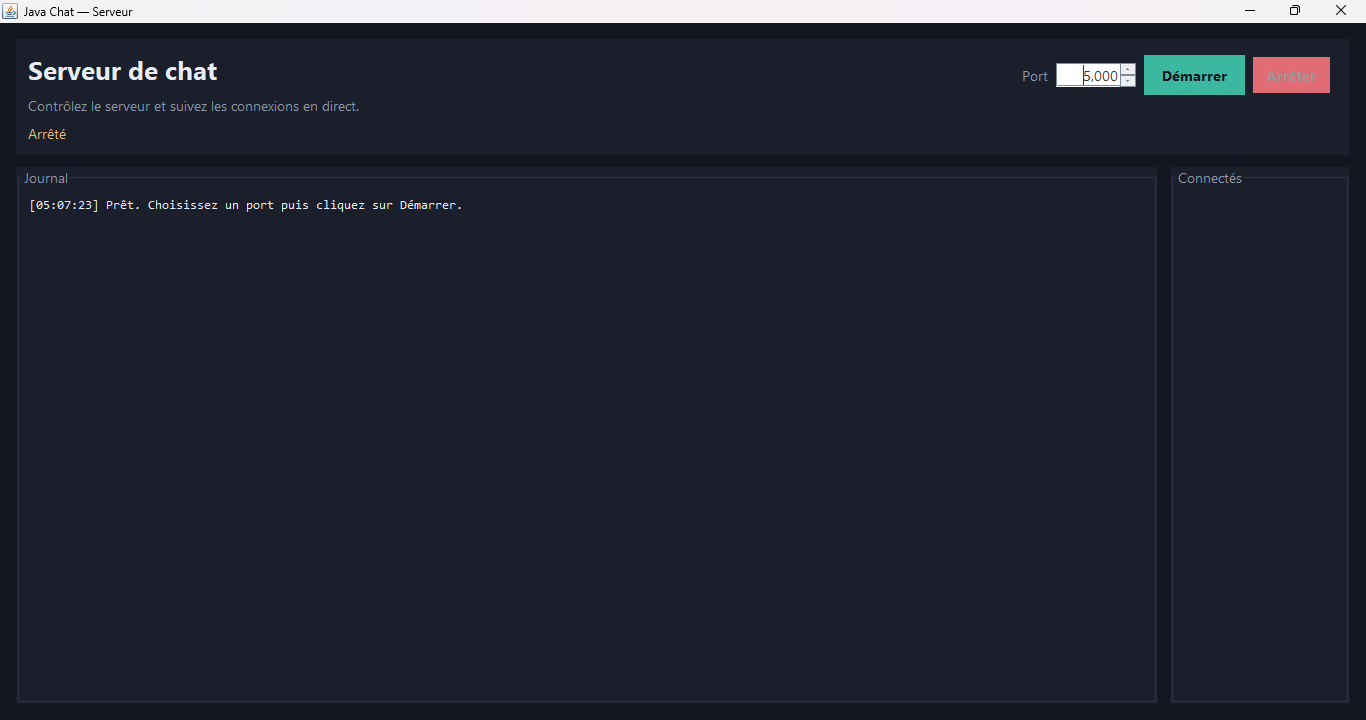 Java Chat — Serveur
Serveur de chat
Contrôlez le serveur et suivez les connexions en direct.
Arrêté
Port 5,000 Démarrer Arrêter
Journal
[05:07:23] Prêt. Choisissez un port puis cliquez sur Démarrer.
Connectés